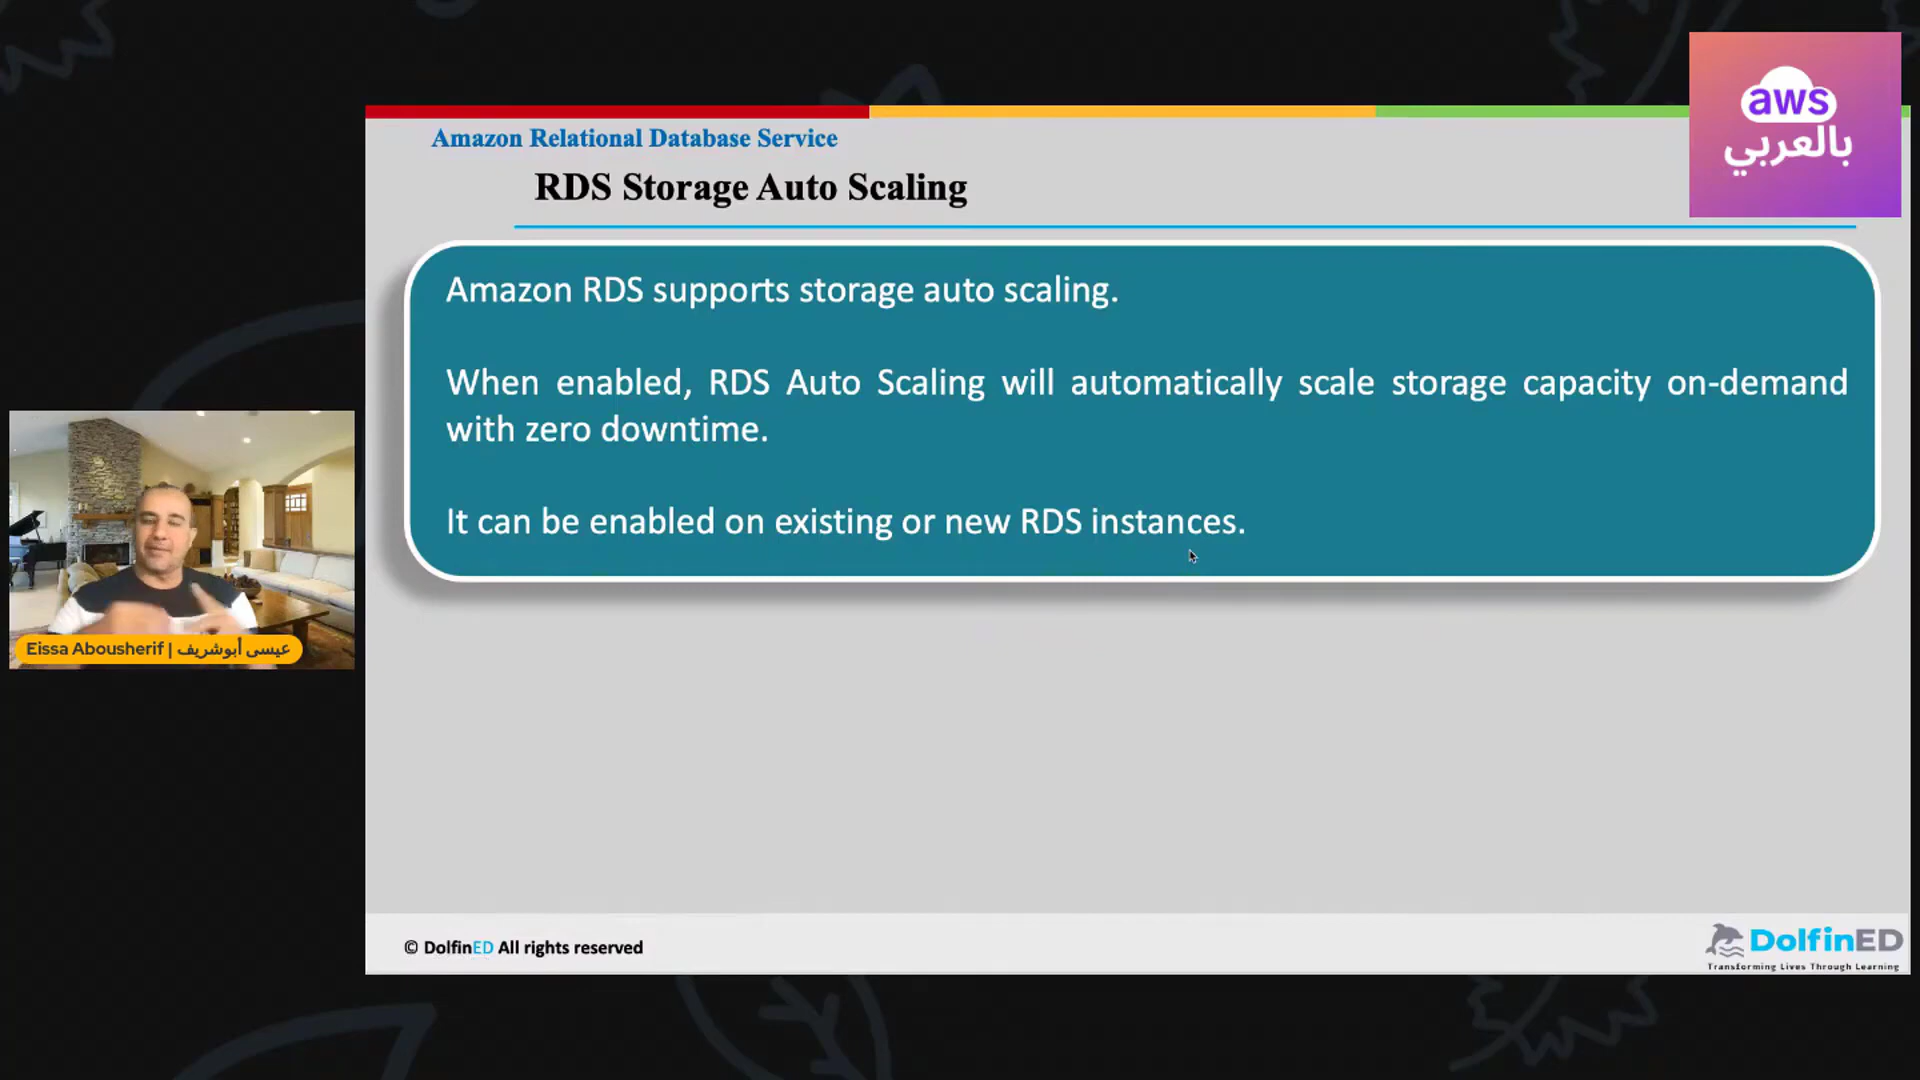 aws
بالعربي
Amazon Relational Database Service
RDS Storage Auto Scaling
Amazon RDS supports storage auto scaling.
When enabled, RDS Auto Scaling will automatically scale storage capacity on-demand
with zero downtime.
It can be enabled on existing or new RDS instances.
Eissa Abousherif | عيسى أبوشريف
© DolfinED All rights reserved
DolfinED
Transforming Lives Through Learning